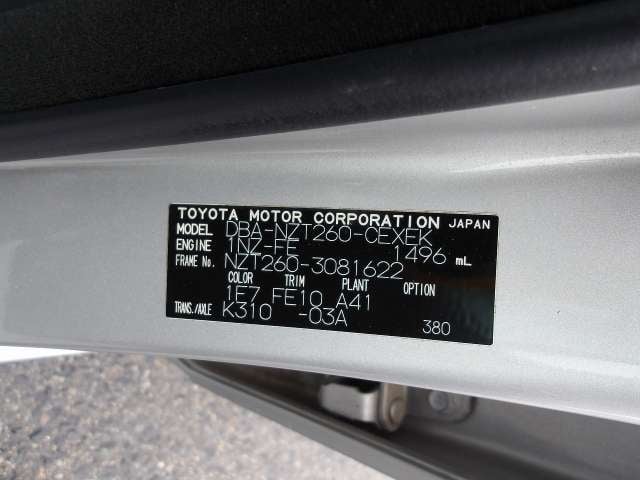 TOYOTA MOTOR CORPORATION JAPAN
MODEL DBA-NZT260-CEXEK
ENGINE 1NZ-FE 1496 mL
FRAME No. NZT260-3081622
COLOR TRIM PLANT OPTION
1E7 FE10 A41
TRANS./AXLE K310 -03A
380